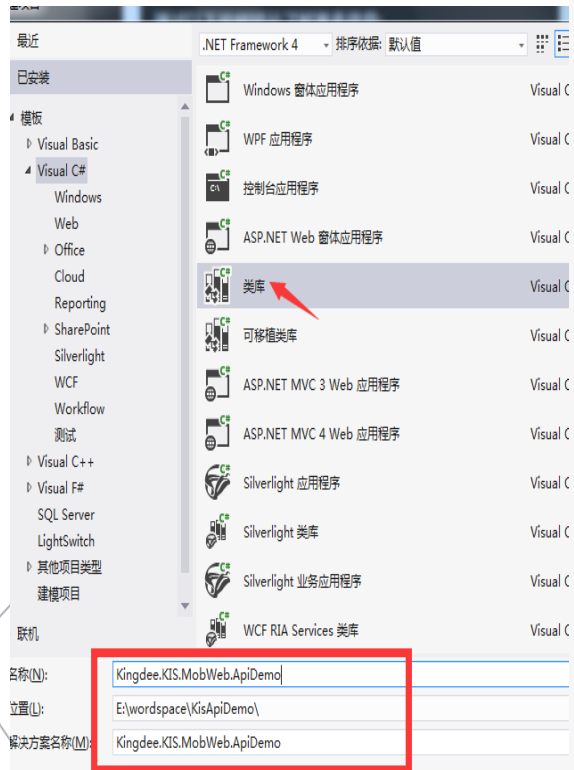 最近
.NET Framework 4 排序依据: 默认值
已安装
模板
Visual Basic
Visual C#
Windows
Web
Office
Cloud
Reporting
SharePoint
Silverlight
WCF
Workflow
测试
Visual C++
Visual F#
SQL Server
LightSwitch
其他项目类型
建模项目
联机
Windows 窗体应用程序 Visual C
WPF 应用程序 Visual C
控制台应用程序 Visual C
ASP.NET Web 窗体应用程序 Visual C
类库 Visual C
可移植类库 Visual C
ASP.NET MVC 3 Web 应用程序 Visual C
ASP.NET MVC 4 Web 应用程序 Visual C
Silverlight 应用程序 Visual C
Silverlight 类库 Visual C
Silverlight 业务应用程序 Visual C
WCF RIA Services 类库 Visual C
名称(N): Kingdee.KIS.MobWeb.ApiDemo
位置(L): E:\wordspace\KisApiDemo\
解决方案名称(M): Kingdee.KIS.MobWeb.ApiDemo